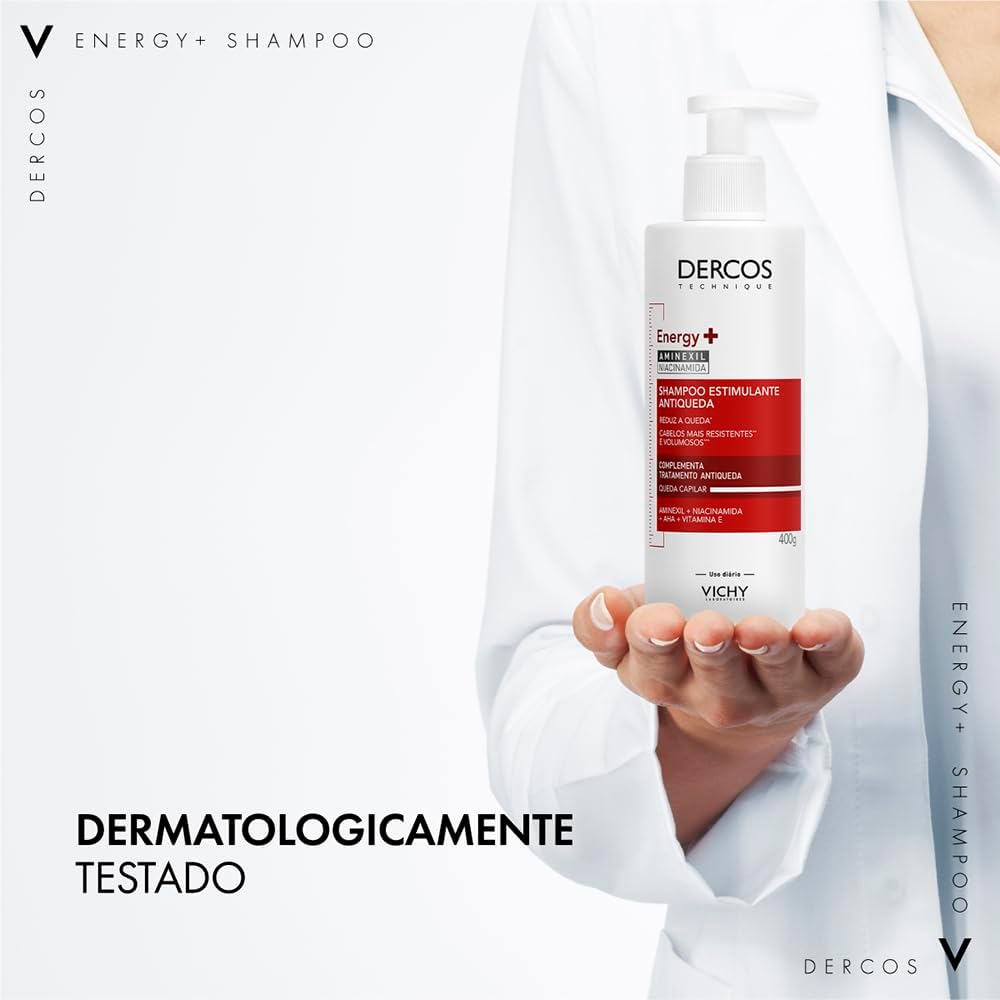 V ENERGY+ SHAMPOO
DERCOS
DERCOS
TECHNIQUE
Energy+
AMINEXIL
NIACINAMIDA
SHAMPOO ESTIMULANTE
ANTIQUEDA
REDUZ A QUEDA*
CABELOS MAIS RESISTENTES**
E VOLUMOSOS***
COMPLEMENTA
TRATAMENTO ANTIQUEDA
QUEDA CAPILAR
AMINEXIL + NIACINAMIDA
+ AHA + VITAMINA E
400g
Uso diário
VICHY
LABORATOIRES
DERMATOLOGICAMENTE
TESTADO
ENERGY+ SHAMPOO
DERCOS V